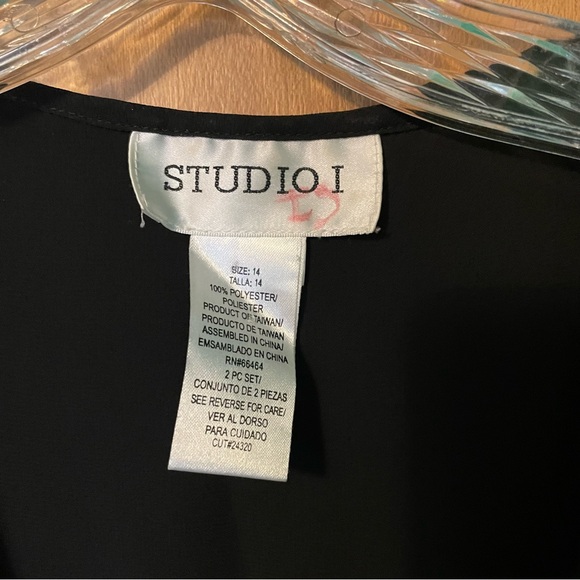 STUDIO I
SIZE: 14
TALLA: 14
100% POLYESTER/
POLIESTER
PRODUCT OF TAIWAN/
PRODUCTO DE TAIWAN
ASSEMBLED IN CHINA/
EMSAMBLADO EN CHINA
RN#66464
2 PC SET/
CONJUNTO DE 2 PIEZAS
SEE REVERSE FOR CARE/
VER AL DORSO
PARA CUIDADO
CUT#24320